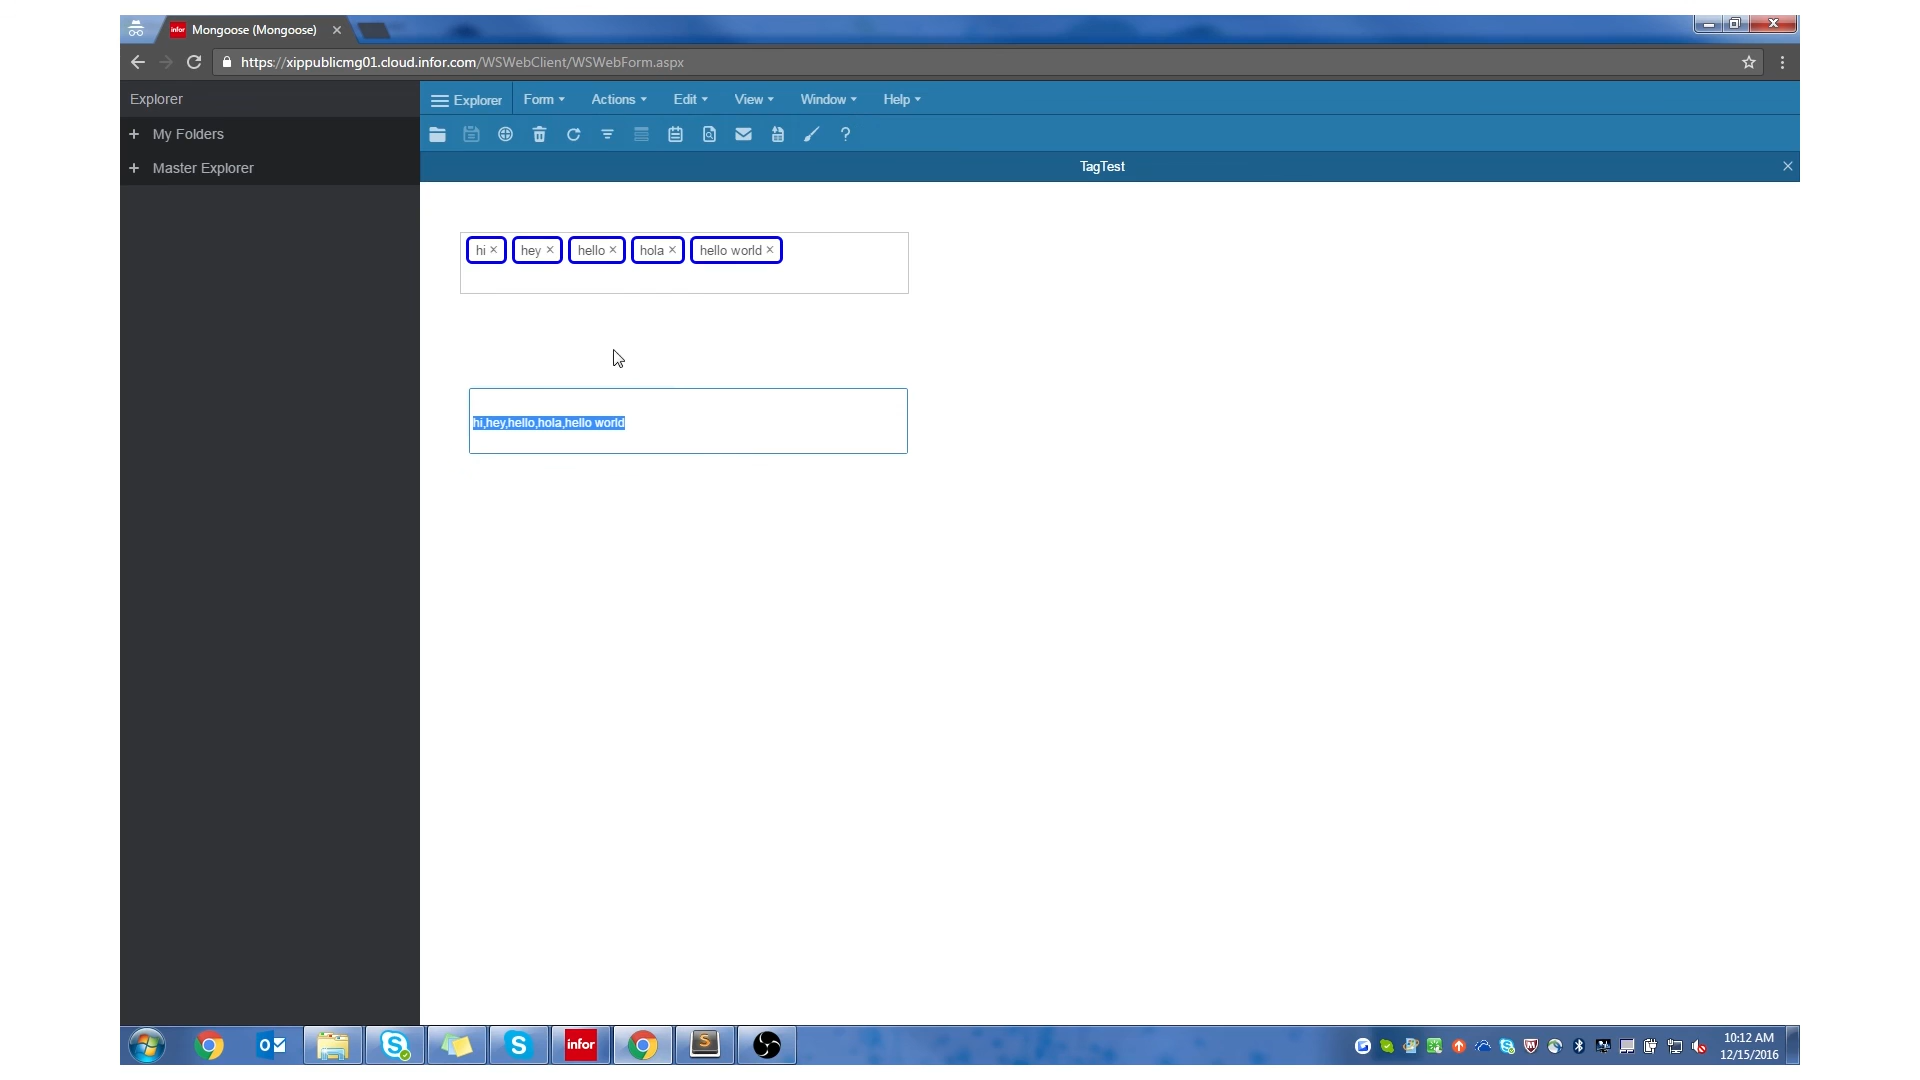 infor Mongoose (Mongoose)
https://xippublicmg01.cloud.infor.com/WSWebClient/WSWebForm.aspx
Explorer
Explorer Form Actions Edit View Window Help
+ My Folders
?
+ Master Explorer
TagTest
hi × hey × hello × hola × hello world ×
hi,hey,hello,hola,hello world
infor
10:12 AM
12/15/2016